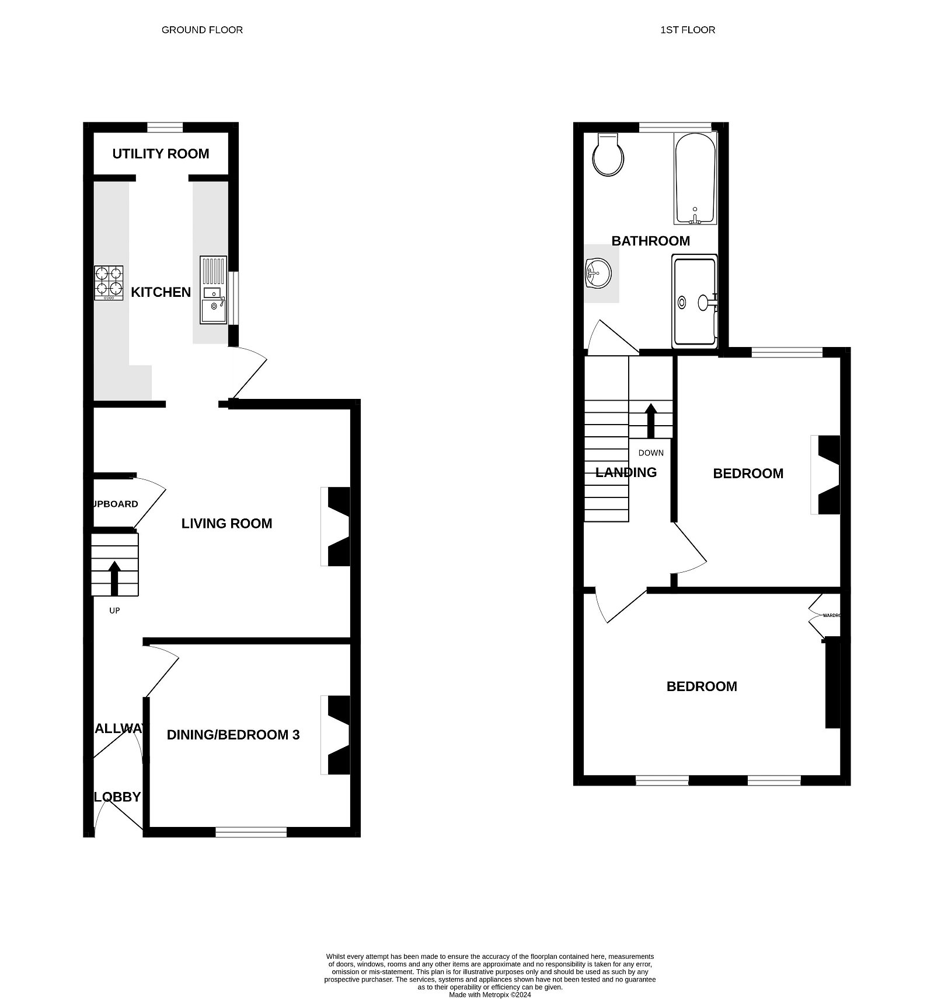 GROUND FLOOR
1ST FLOOR
UTILITY ROOM
KITCHEN
UPBOARD
LIVING ROOM
UP
ALLWAY
DINING/BEDROOM 3
LOBBY
BATHROOM
DOWN
LANDING
BEDROOM
WARDRO
BEDROOM
Whilst every attempt has been made to ensure the accuracy of the floorplan contained here, measurements
of doors, windows, rooms and any other items are approximate and no responsibility is taken for any error,
omission or mis-statement. This plan is for illustrative purposes only and should be used as such by any
prospective purchaser. The services, systems and appliances shown have not been tested and no guarantee
as to their operability or efficiency can be given.
Made with Metropix ©2024